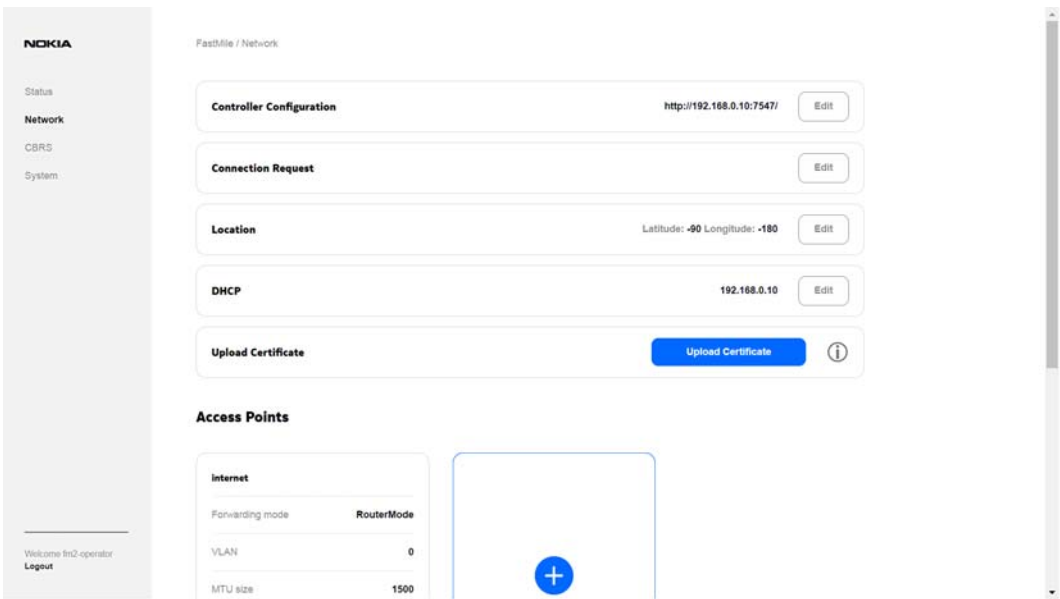 NOKIA
FastMile / Network
Status
Network
CBRS
System
Controller Configuration http://192.168.0.10:7547/ Edit
Connection Request Edit
Location Latitude: -90 Longitude: -180 Edit
DHCP 192.168.0.10 Edit
Upload Certificate Upload Certificate
Access Points
internet
Forwarding mode RouterMode
VLAN 0
MTU size 1500
Welcome fm2-operator
Logout